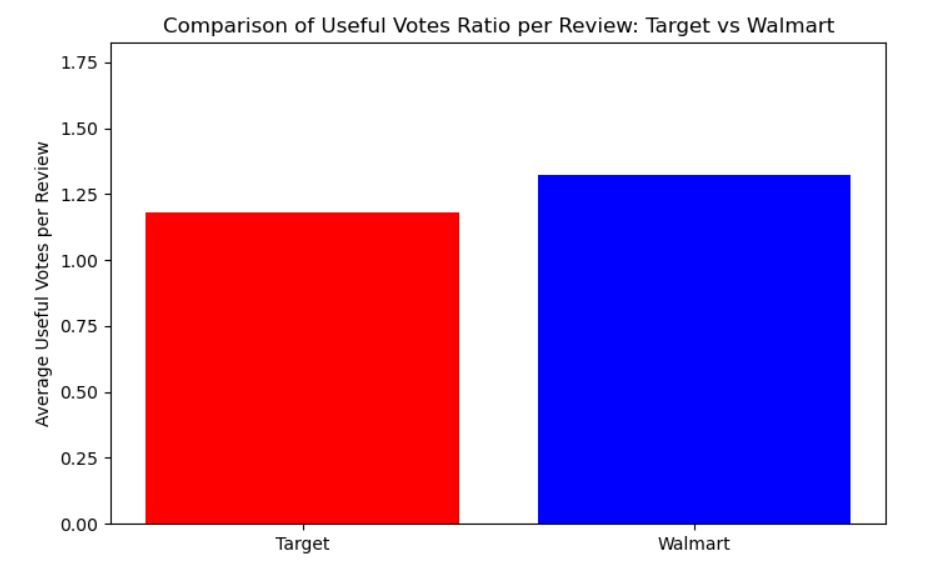 Comparison of Useful Votes Ratio per Review: Target vs Walmart
Average Useful Votes per Review
1.75
1.50
1.25
1.00
0.75
0.50
0.25
0.00
Target
Walmart